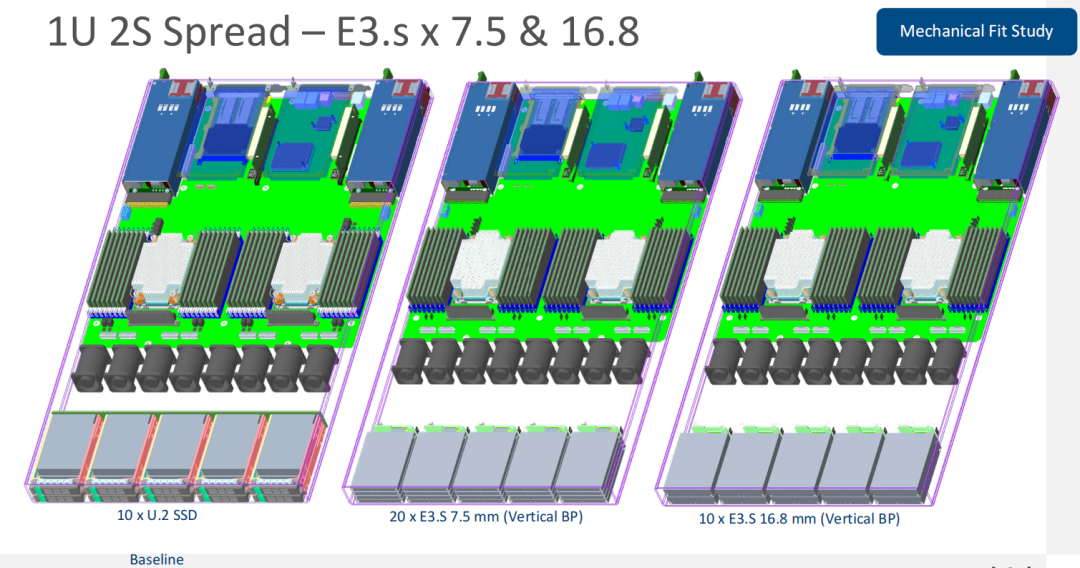 1U 2S Spread – E3.s x 7.5 & 16.8
Mechanical Fit Study
10 x U.2 SSD
20 x E3.S 7.5 mm (Vertical BP)
10 x E3.S 16.8 mm (Vertical BP)
Baseline